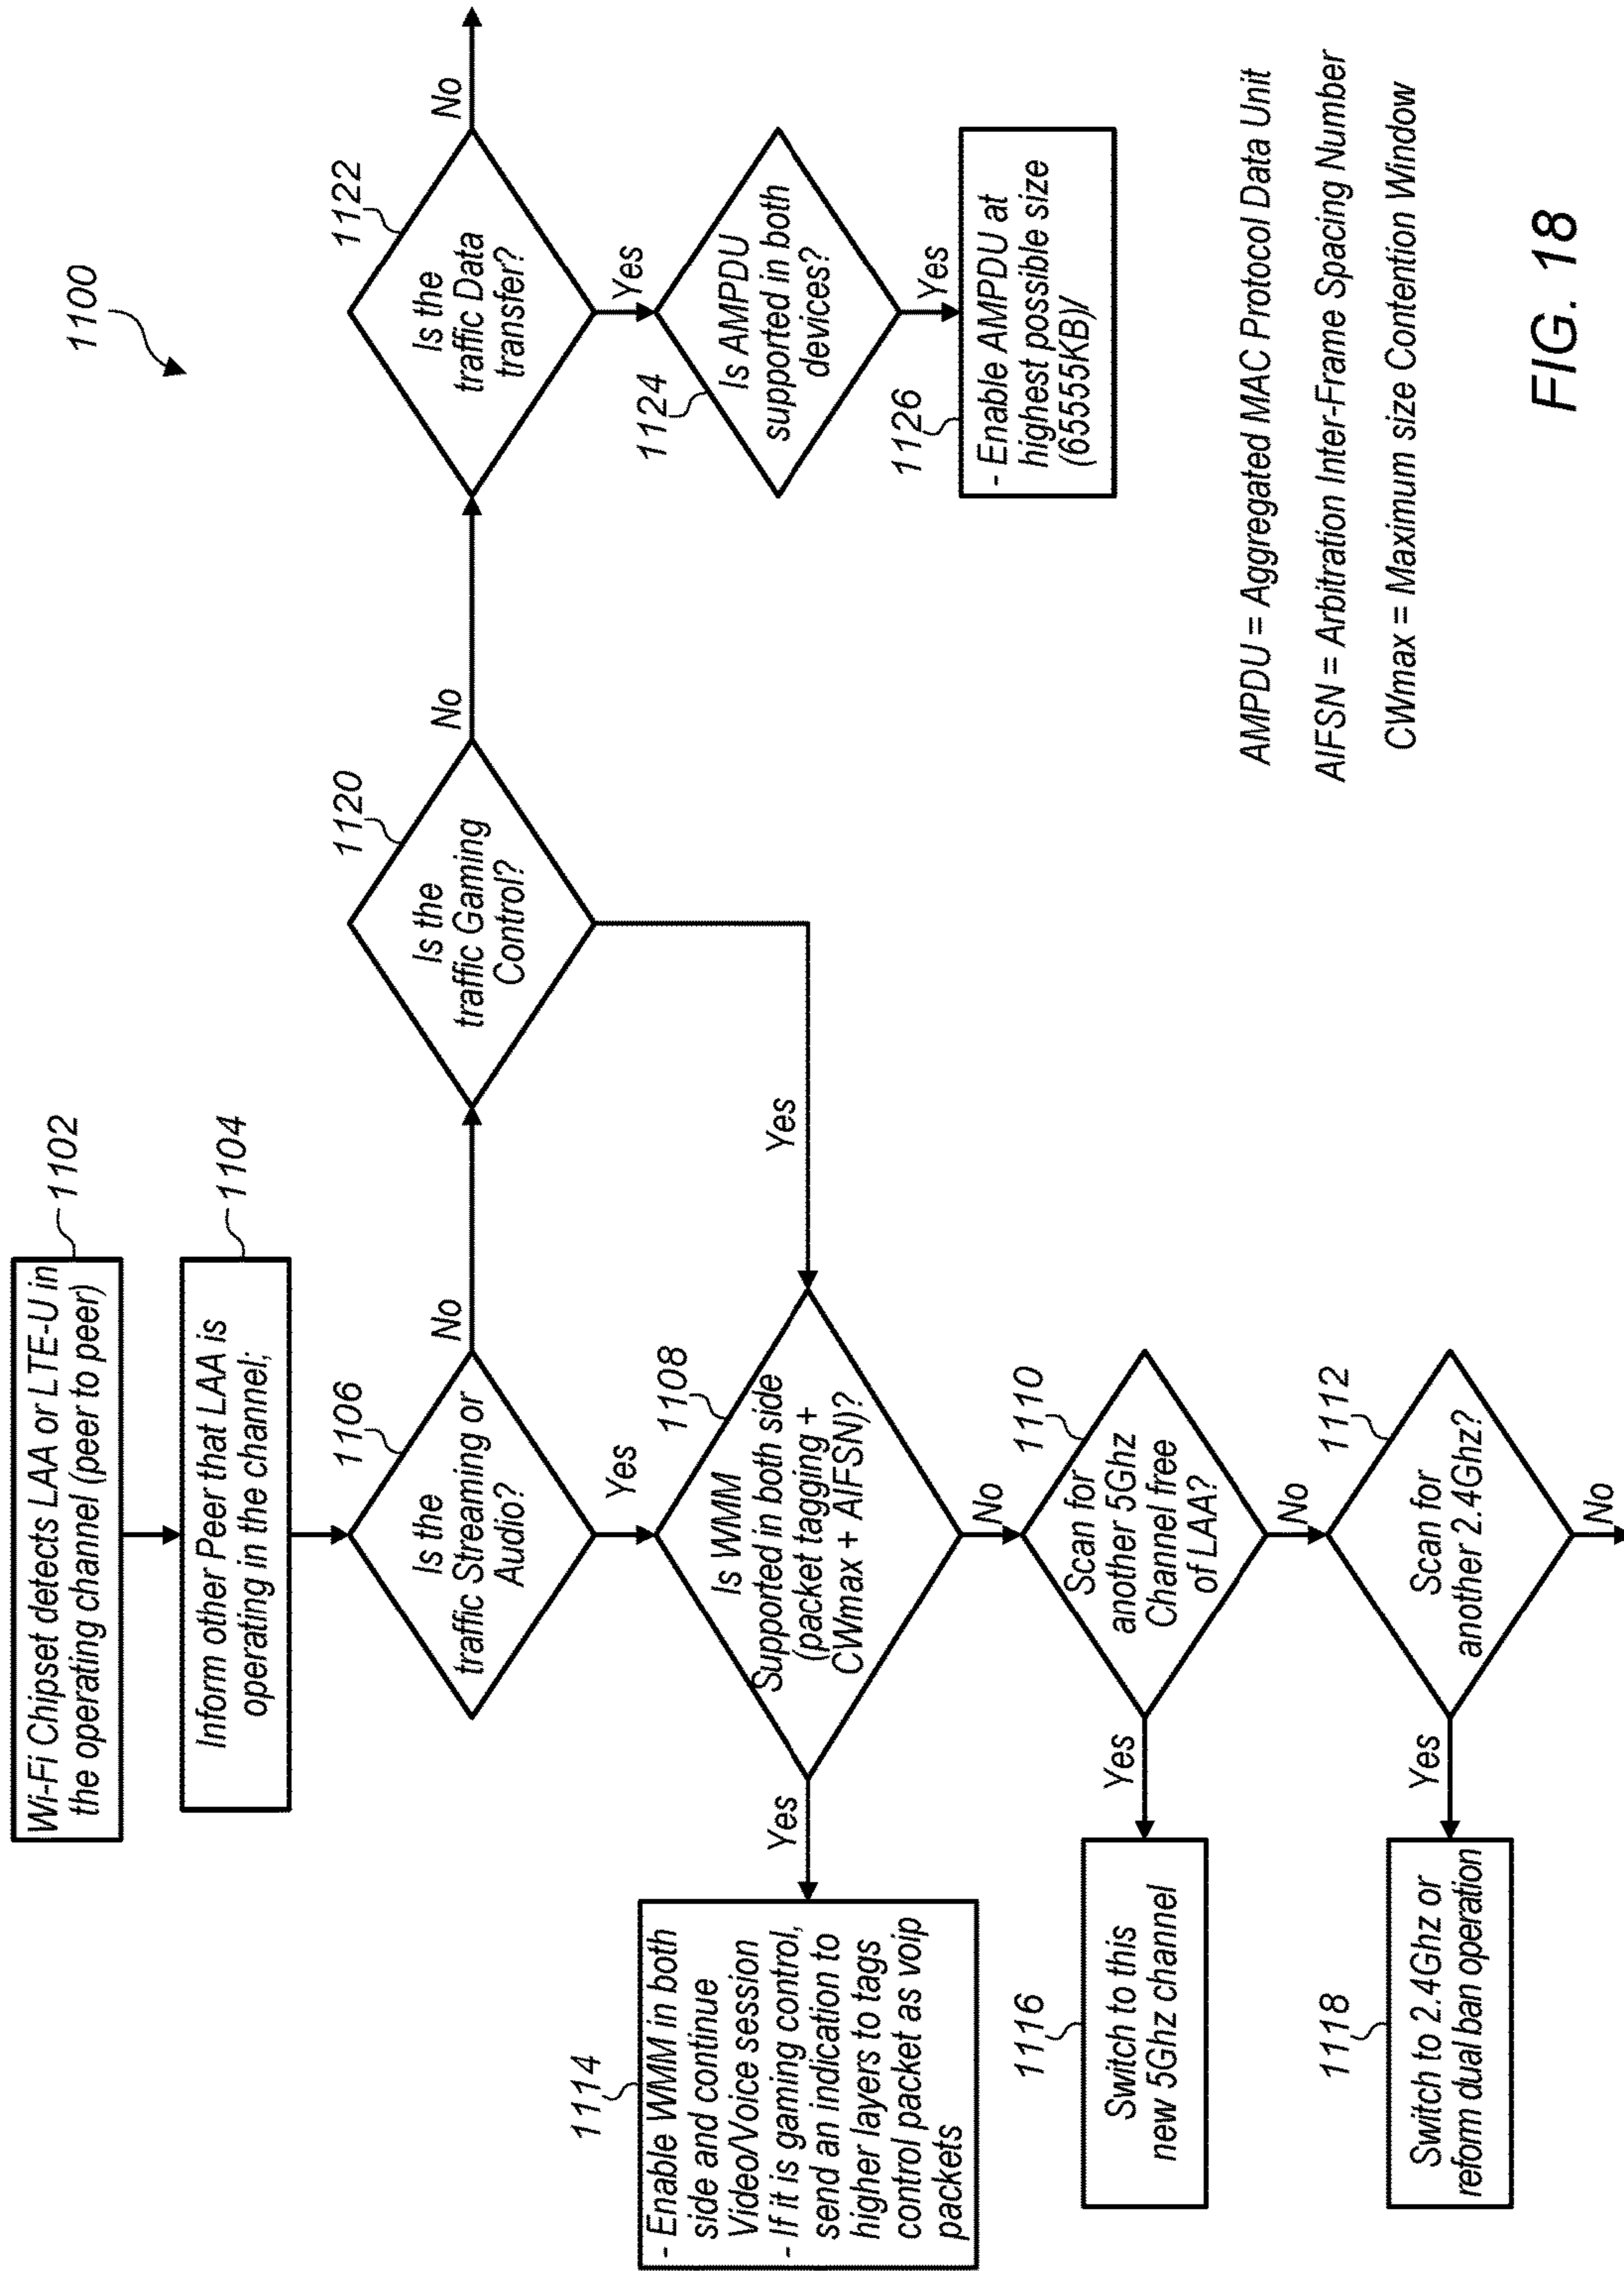 1100
Wi-Fi Chipset detects LAA or LTE-U in
the operating channel (peer to peer)
1102
Inform other Peer that LAA is
operating in the channel;
1104
Is the
traffic Streaming or
Audio?
1106
No
Yes
Is the
traffic Gaming
Control?
1120
No
Yes
Is the
traffic Data
transfer?
1122
No
Yes
Is WMM
Supported in both side
(packet tagging +
CWmax + AIFSN)?
1108
Yes
No
Is AMPDU
supported in both
devices?
1124
Yes
- Enable WMM in both
side and continue
Video/Voice session
- If it is gaming control,
send an indication to
higher layers to tags
control packet as voip
packets
1114
- Enable AMPDU at
highest possible size
(65555KB)/
1126
Scan for
another 5Ghz
Channel free
of LAA?
1110
Yes
No
Switch to this
new 5Ghz channel
1116
Scan for
another 2.4Ghz?
1112
Yes
No
Switch to 2.4Ghz or
reform dual ban operation
1118
AMPDU = Aggregated MAC Protocol Data Unit
AIFSN = Arbitration Inter-Frame Spacing Number
CWmax = Maximum size Contention Window
FIG. 18